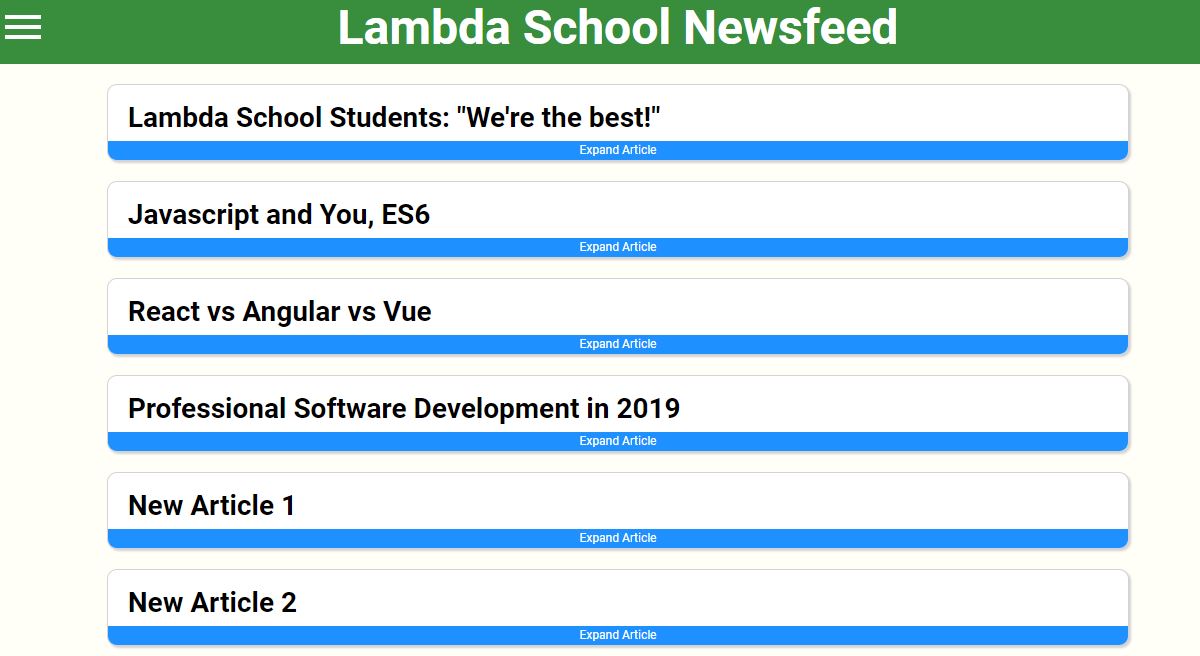 Lambda School Newsfeed
Lambda School Students: "We're the best!"
Expand Article
Javascript and You, ES6
Expand Article
React vs Angular vs Vue
Expand Article
Professional Software Development in 2019
Expand Article
New Article 1
Expand Article
New Article 2
Expand Article